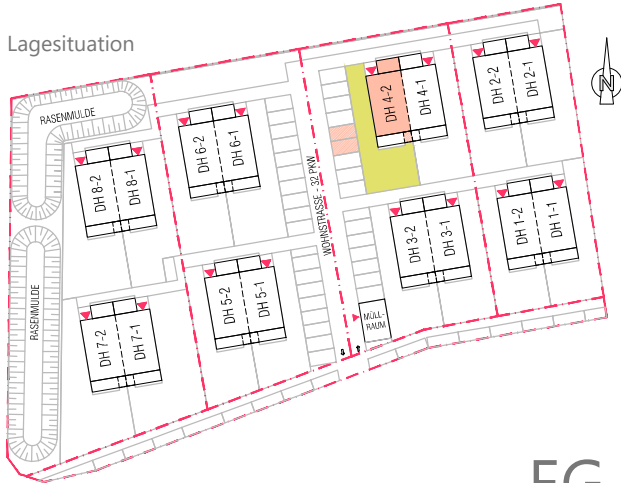 Lagesituation
N
RASENMULDE
DH 8-2
DH 8-1
DH 6-2
DH 6-1
DH 4-2
DH 4-1
DH 2-2
DH 2-1
WOHNSTRASSE - 32 PKW
RASENMULDE
DH 7-2
DH 7-1
DH 5-2
DH 5-1
DH 3-2
DH 3-1
DH 1-2
DH 1-1
MÜLL-
RAUM
EG